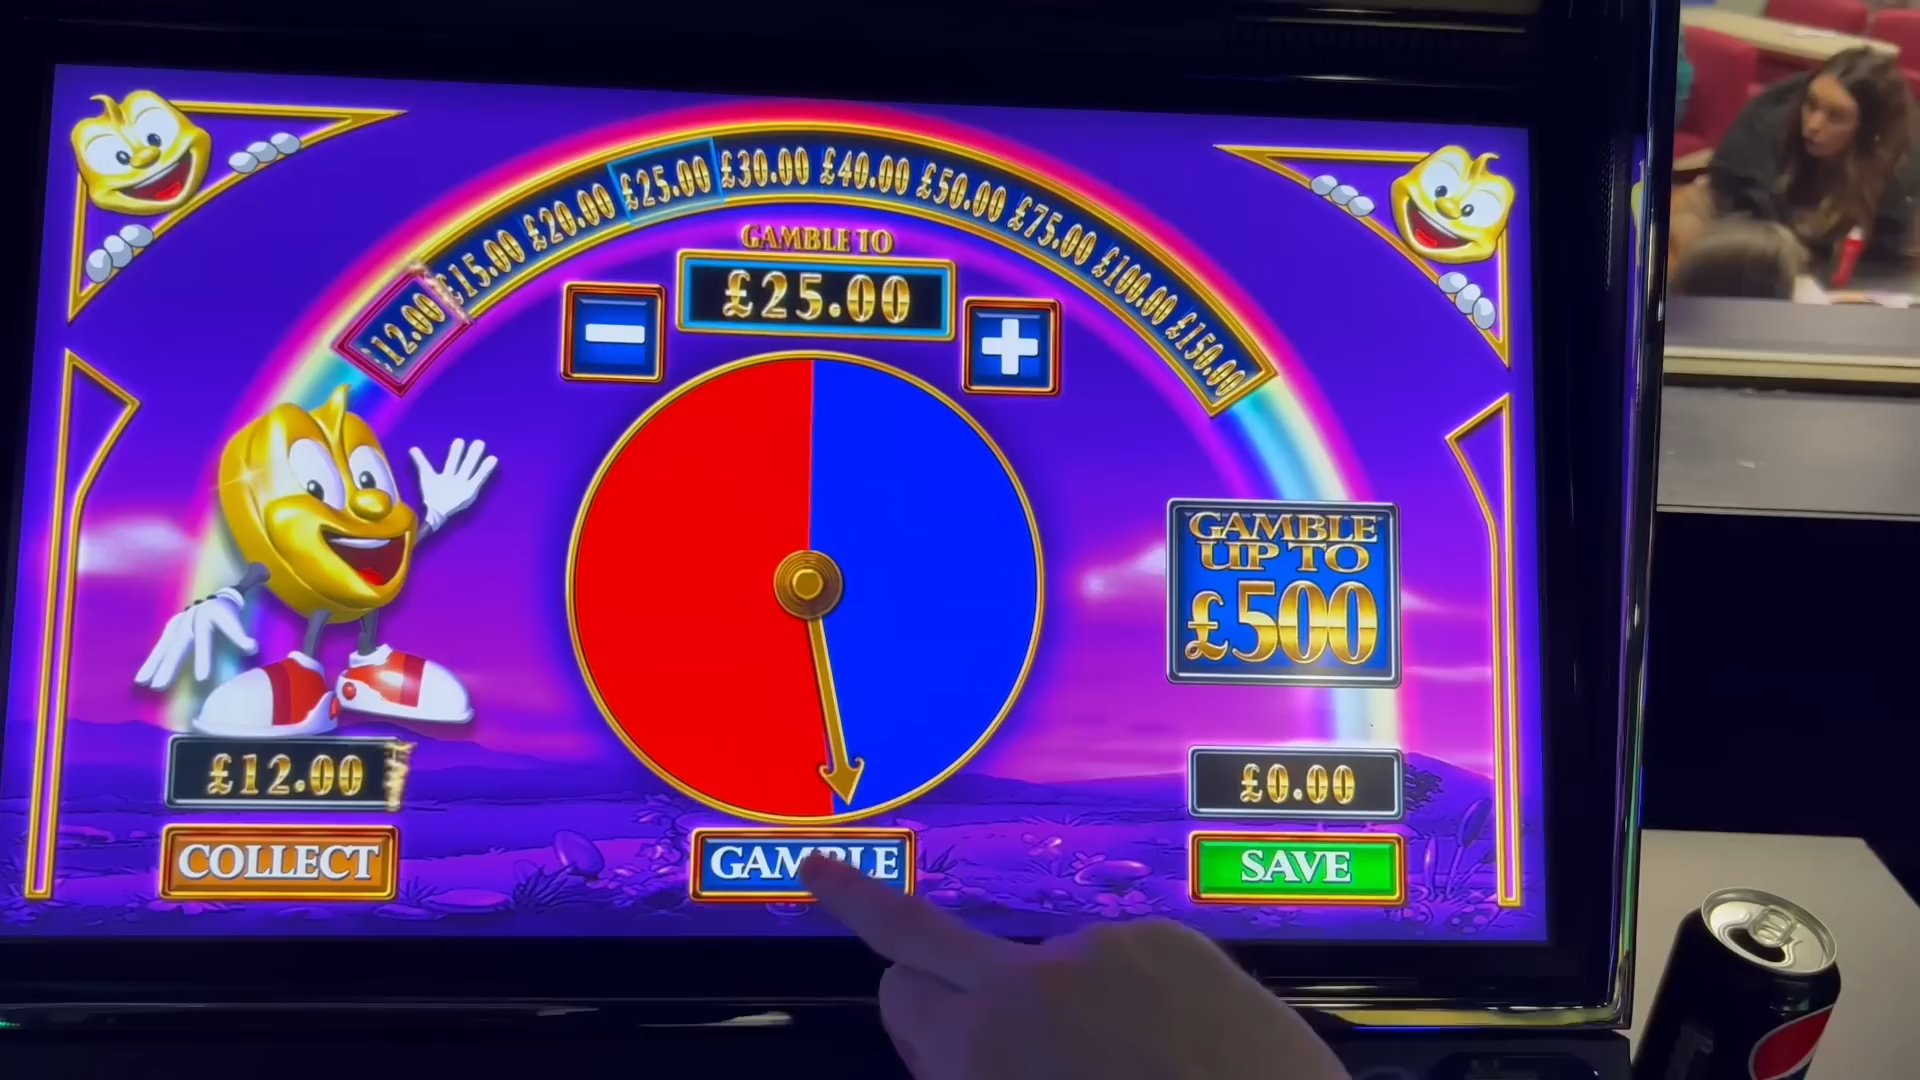 £12.00 £15.00 £20.00 £25.00 £30.00 £40.00 £50.00 £75.00 £100.00 £150.00
GAMBLE TO
£25.00
GAMBLE
UP TO
£500
£12.00
£0.00
COLLECT
GAMBLE
SAVE